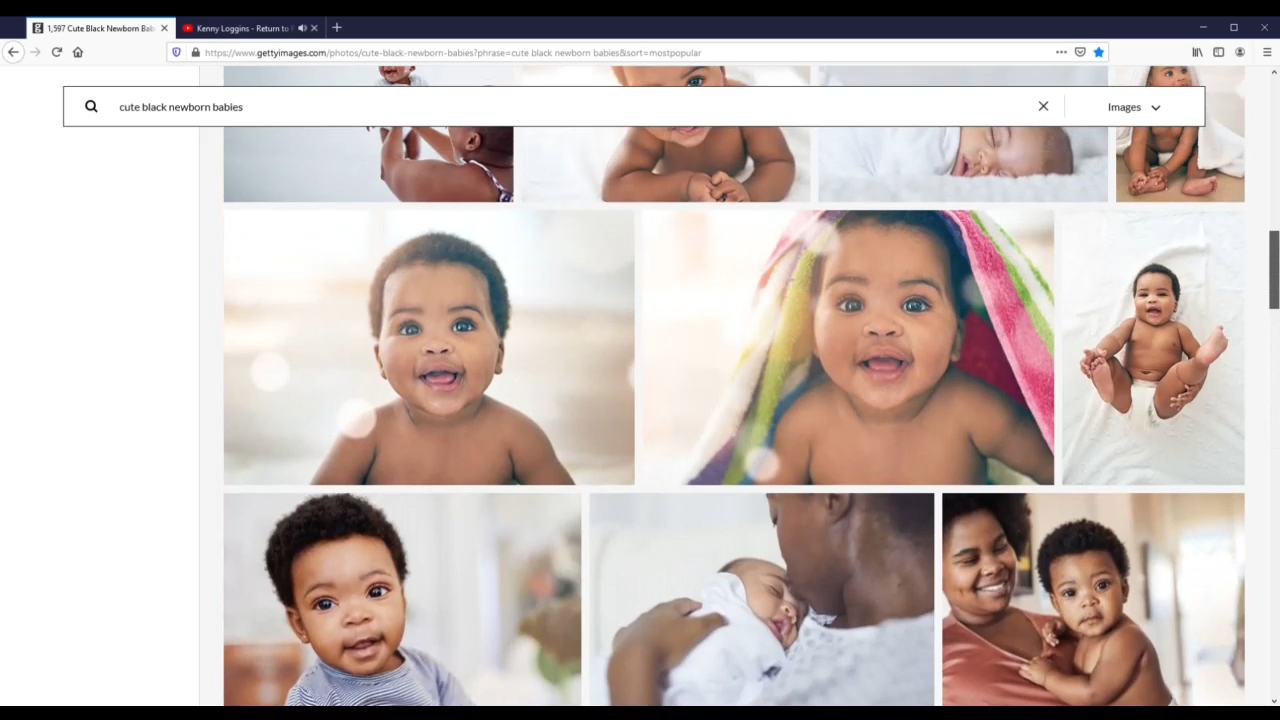 1,597 Cute Black Newborn Bab
Kenny Loggins - Return to
https://www.gettyimages.com/photos/cute-black-newborn-babies?phrase=cute black newborn babies&sort=mostpopular
cute black newborn babies
Images